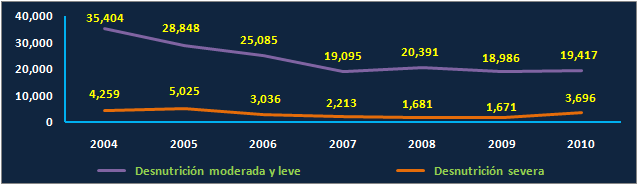 40,000
30,000
20,000
10,000
0
35,404 28,848 25,085 19,095 20,391 18,986 19,417
4,259 5,025 3,036 2,213 1,681 1,671 3,696
2004 2005 2006 2007 2008 2009 2010
Desnutrición moderada y leve Desnutrición severa